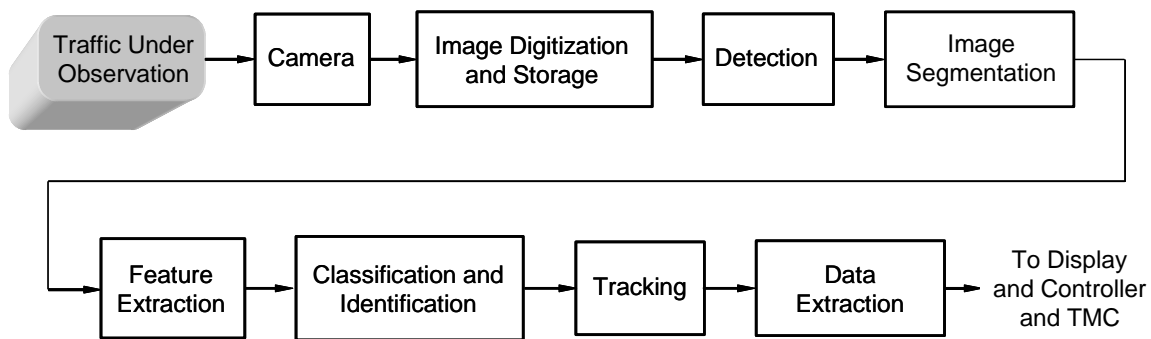 Traffic Under
Observation
Camera
Image Digitization
and Storage
Detection
Image
Segmentation
Feature
Extraction
Classification and
Identification
Tracking
Data
Extraction
To Display
and Controller
and TMC